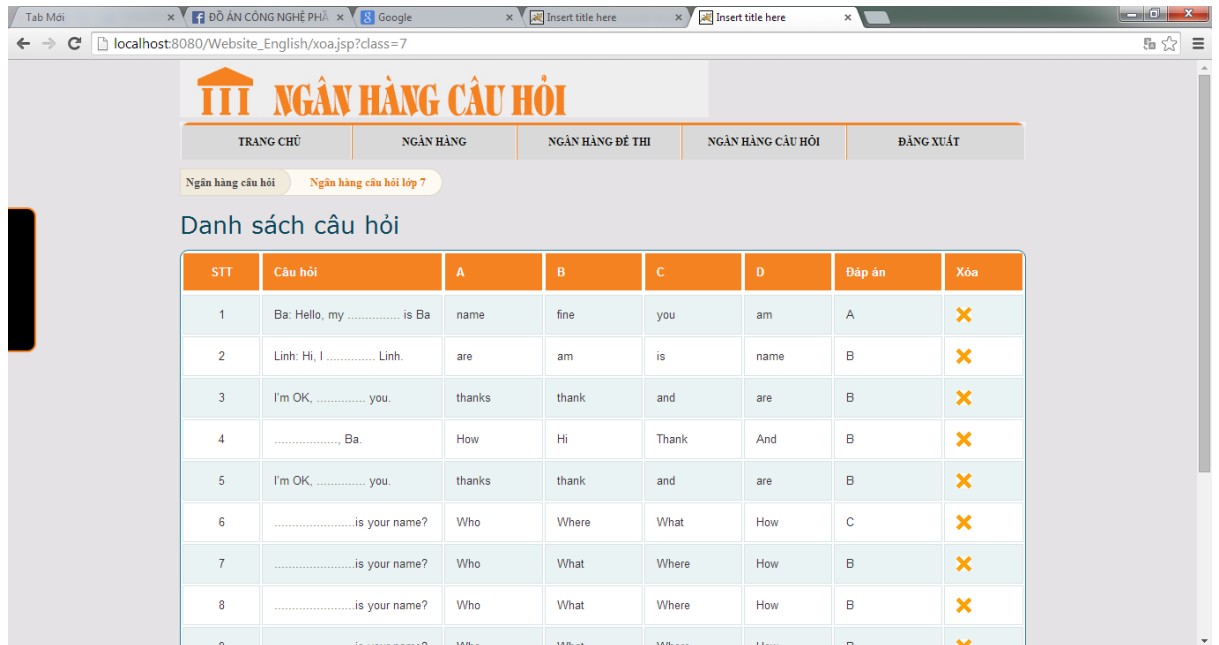 Tab Mới ĐỒ ÁN CÔNG NGHỆ PHẦ Google Insert title here Insert title here
localhost:8080/Website_English/xoa.jsp?class=7
NGÂN HÀNG CÂU HỎI
TRANG CHỦ NGÂN HÀNG NGÂN HÀNG ĐỀ THI NGÂN HÀNG CÂU HỎI ĐĂNG XUẤT
Ngân hàng câu hỏi Ngân hàng câu hỏi lớp 7
Danh sách câu hỏi
STT Câu hỏi A B C D Đáp án Xóa
1 Ba: Hello, my ............... is Ba name fine you am A
2 Linh: Hi, I .............. Linh. are am is name B
3 I'm OK, .............. you. thanks thank and are B
4 .................., Ba. How Hi Thank And B
5 I'm OK, .............. you. thanks thank and are B
6 .......................is your name? Who Where What How C
7 .......................is your name? Who What Where How B
8 .......................is your name? Who What Where How B